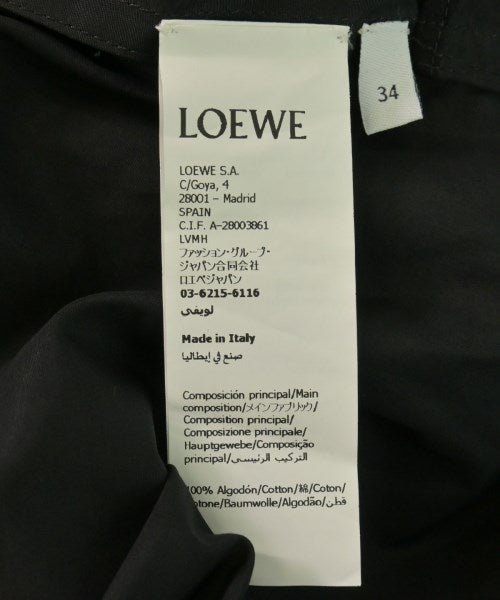 LOEWE
34
LOEWE S.A.
C/Goya, 4
28001 – Madrid
SPAIN
C.I.F. A-28003861
LVMH
ファッション・グループ・
ジャパン合同会社
ロエベジャパン
03-6215-6116
لويفي
Made in Italy
صنع في إيطاليا
Composición principal/Main
composition/メインファブリック/
Composition principal/
Composizione principale/
Hauptgewebe/Composição
principal/التركيب الرئيسي
100% Algodón/Cotton/綿/Coton/
otone/Baumwolle/Algodão/قطن